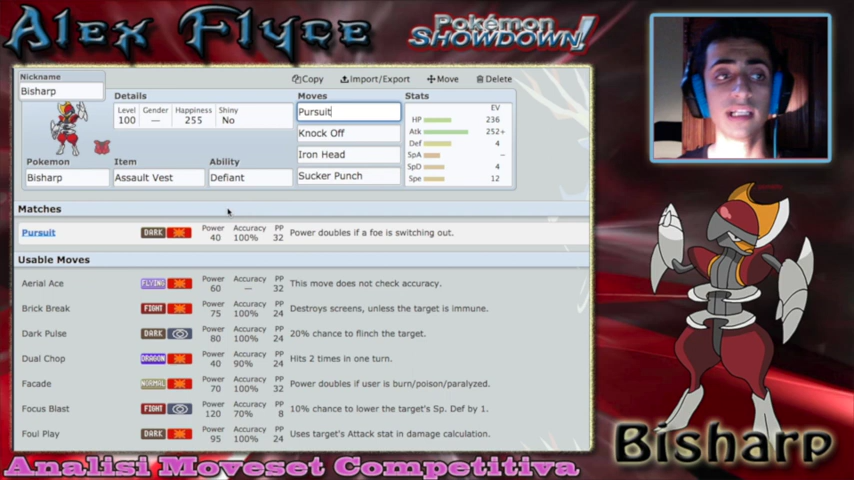 Alex Flyce
Pokémon
SHOWDOWN!
Nickname
Bisharp
Copy Import/Export Move Delete
Details
Level Gender Happiness Shiny
100 — 255 No
Moves
Pursuit
Knock Off
Iron Head
Sucker Punch
Stats
EV
HP 236
Atk 252+
Def 4
SpA –
SpD 4
Spe 12
Pokemon Item Ability
Bisharp Assault Vest Defiant
Matches
Pursuit DARK Power 40 Accuracy 100% PP 32 Power doubles if a foe is switching out.
Usable Moves
Aerial Ace FLYING Power 60 Accuracy — PP 32 This move does not check accuracy.
Brick Break FIGHT Power 75 Accuracy 100% PP 24 Destroys screens, unless the target is immune.
Dark Pulse DARK Power 80 Accuracy 100% PP 24 20% chance to flinch the target.
Dual Chop DRAGON Power 40 Accuracy 90% PP 24 Hits 2 times in one turn.
Facade NORMAL Power 70 Accuracy 100% PP 32 Power doubles if user is burn/poison/paralyzed.
Focus Blast FIGHT Power 120 Accuracy 70% PP 8 10% chance to lower the target's Sp. Def by 1.
Foul Play DARK Power 95 Accuracy 100% PP 24 Uses target's Attack stat in damage calculation.
Bisharp
Analisi Moveset Competitiva